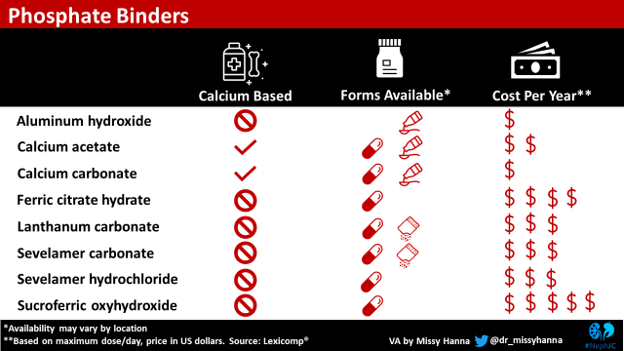 Phosphate Binders
Calcium Based Forms Available* Cost Per Year**
Aluminum hydroxide $
Calcium acetate $ $
Calcium carbonate $
Ferric citrate hydrate $ $ $ $
Lanthanum carbonate $ $ $
Sevelamer carbonate $ $ $
Sevelamer hydrochloride $ $ $
Sucroferric oxyhydroxide $ $ $ $ $
*Availability may vary by location
**Based on maximum dose/day, price in US dollars. Source: Lexicomp® VA by Missy Hanna @dr_missyhanna
#NephJC